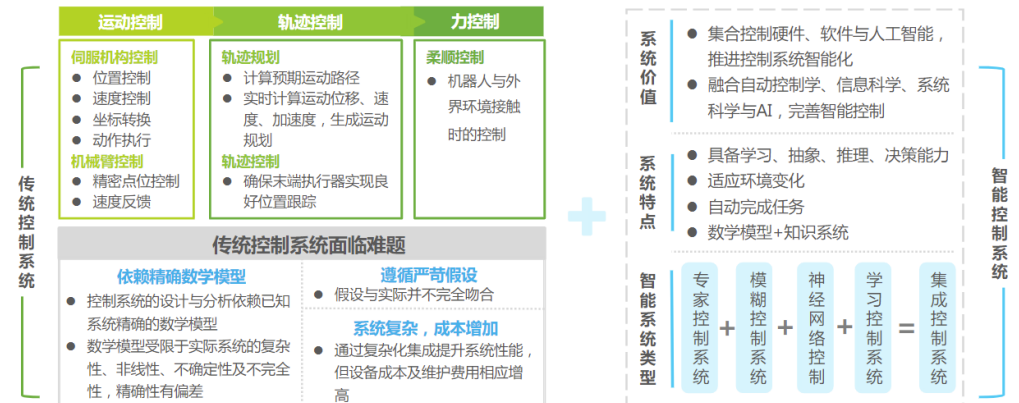 传统控制系统
运动控制
轨迹控制
力控制
伺服机构控制
● 位置控制
● 速度控制
● 坐标转换
● 动作执行
机械臂控制
● 精密点位控制
● 速度反馈
轨迹规划
● 计算预期运动路径
● 实时计算运动位移、速
度、加速度，生成运动
规划
轨迹控制
● 确保末端执行器实现良
好位置跟踪
柔顺控制
● 机器人与外
界环境接触
时的控制
传统控制系统面临难题
依赖精确数学模型
● 控制系统的设计与分析依赖已知
系统精确的数学模型
● 数学模型受限于实际系统的复杂
性、非线性、不确定性及不完全
性，精确性有偏差
遵循严苛假设
● 假设与实际并不完全吻合
系统复杂，成本增加
● 通过复杂化集成提升系统性能，
但设备成本及维护费用相应增
高
系统价值
● 集合控制硬件、软件与人工智能，
推进控制系统智能化
● 融合自动控制学、信息科学、系统
科学与AI，完善智能控制
系统特点
● 具备学习、抽象、推理、决策能力
● 适应环境变化
● 自动完成任务
● 数学模型+知识系统
智能系统类型
专家控制系统
+
模糊控制系统
+
神经网络控制
+
学习控制系统
=
集成控制系统
智能控制系统